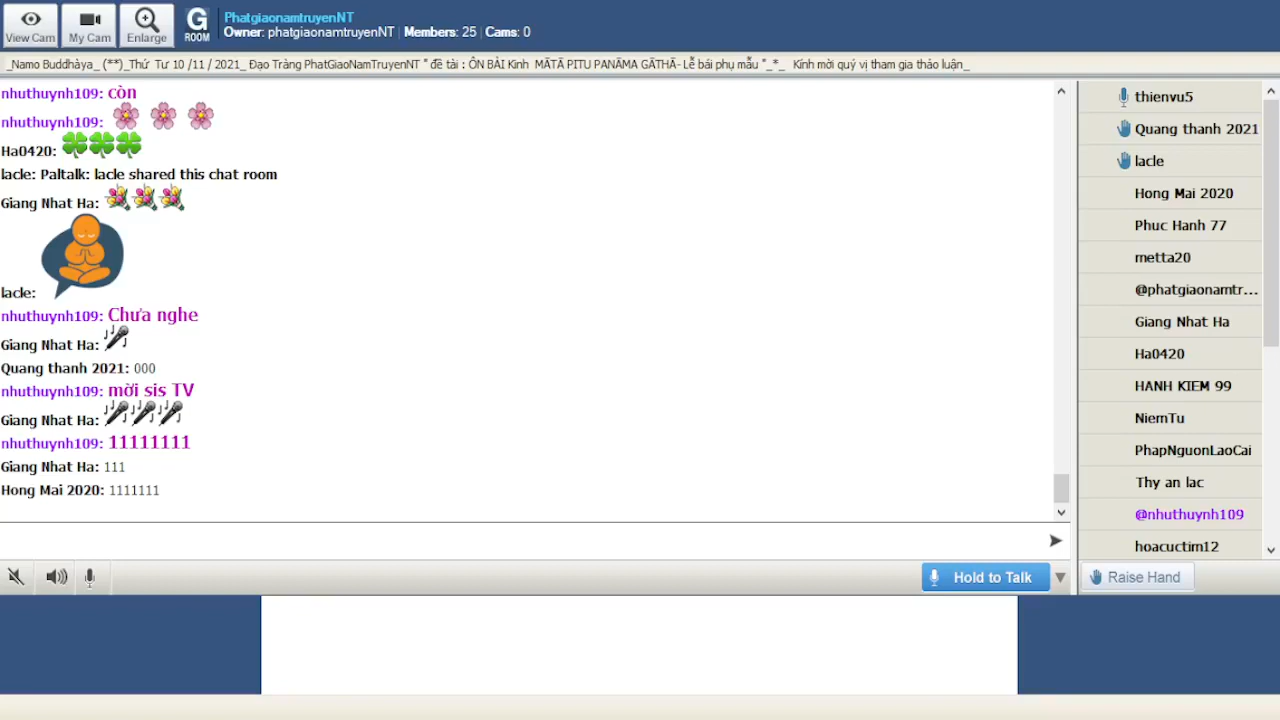 View Cam
My Cam
Enlarge
G
ROOM
PhatgiaonamtruyenNT
Owner: phatgiaonamtruyenNT | Members: 25 | Cams: 0
_Namo Buddhàya_ (**)_Thứ Tư 10 /11 / 2021_ Đạo Tràng PhatGiaoNamTruyenNT " đề tài : ÔN BÀI Kinh MĀTĀ PITU PANĀMA GĀTHĀ- Lễ bái phụ mẫu "_*_ Kính mời quý vị tham gia thảo luận_
nhuthuynh109: còn
nhuthuynh109:
Ha0420:
lacle: Paltalk: lacle shared this chat room
Giang Nhat Ha:
lacle:
nhuthuynh109: Chưa nghe
Giang Nhat Ha:
Quang thanh 2021: 000
nhuthuynh109: mời sis TV
Giang Nhat Ha:
nhuthuynh109: 11111111
Giang Nhat Ha: 111
Hong Mai 2020: 1111111
thienvu5
Quang thanh 2021
lacle
Hong Mai 2020
Phuc Hanh 77
metta20
@phatgiaonamtr...
Giang Nhat Ha
Ha0420
HANH KIEM 99
NiemTu
PhapNguonLaoCai
Thy an lac
@nhuthuynh109
hoacuctim12
Hold to Talk
Raise Hand